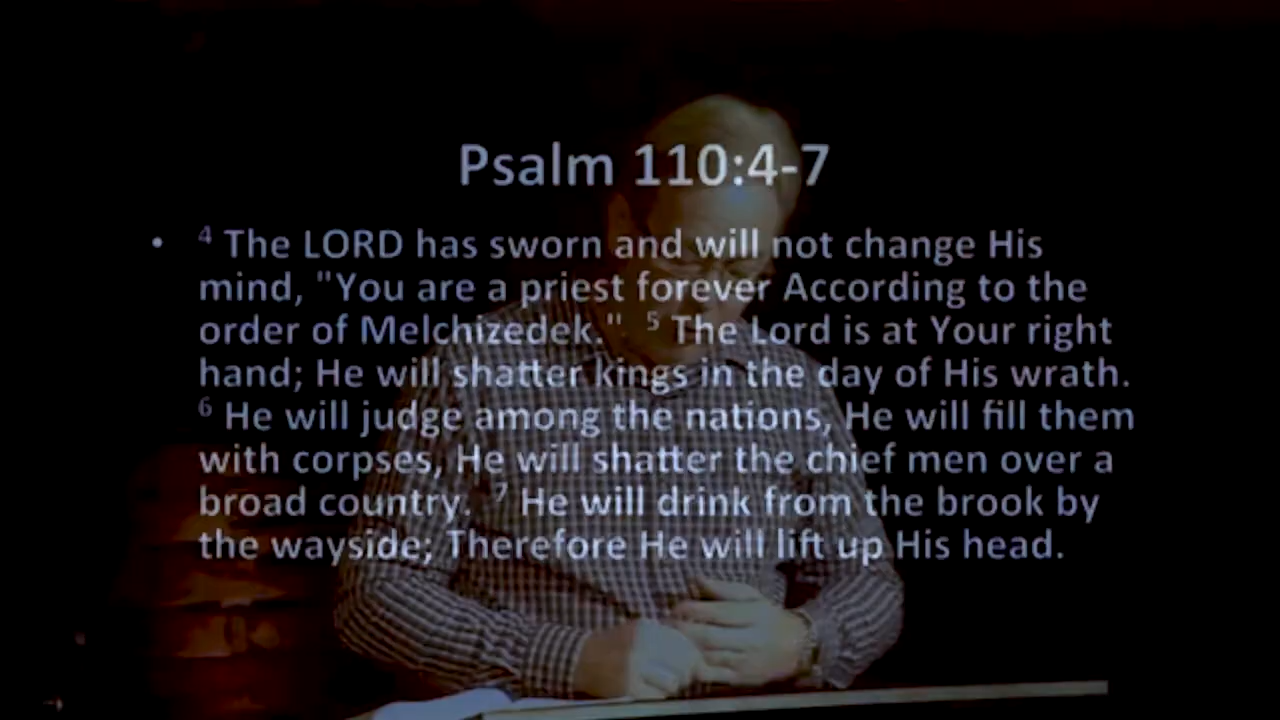 Psalm 110:4-7
• ⁴ The LORD has sworn and will not change His
mind, "You are a priest forever According to the
order of Melchizedek." ⁵ The Lord is at Your right
hand; He will shatter kings in the day of His wrath.
⁶ He will judge among the nations, He will fill them
with corpses, He will shatter the chief men over a
broad country. ⁷ He will drink from the brook by
the wayside; Therefore He will lift up His head.